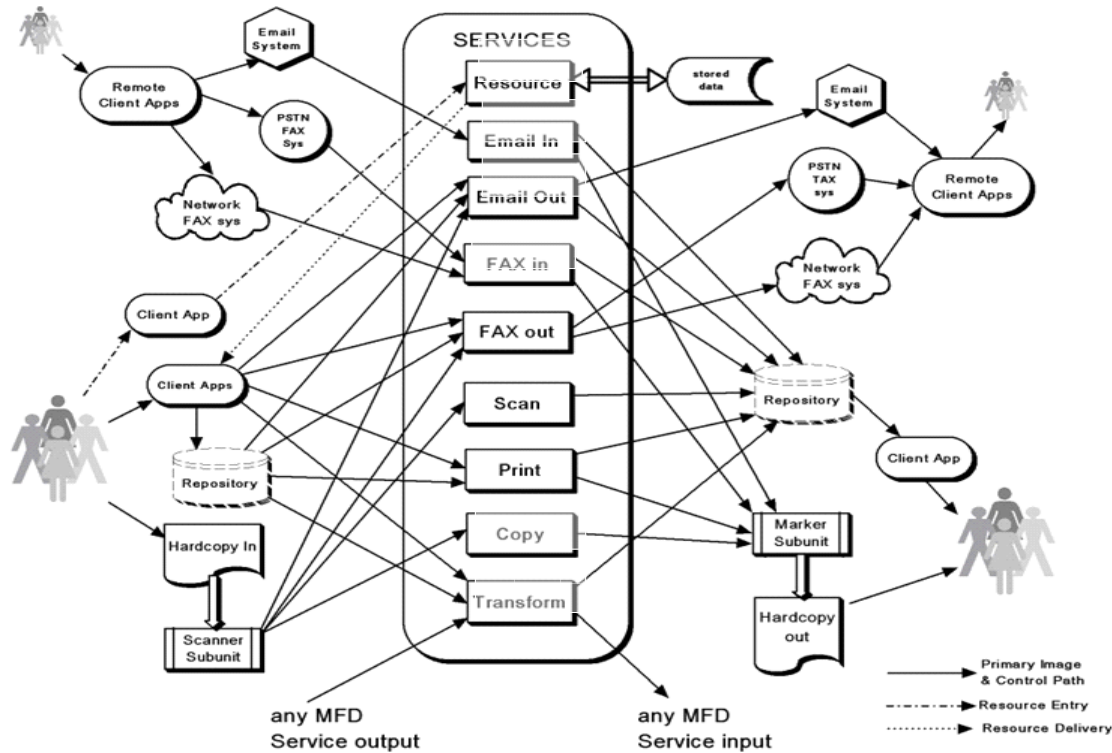 SERVICES
Email
System
Resource
stored
data
Remote
Client Apps
Email
System
PSTN
FAX
Sys
Email In
PSTN
TAX
sys
Remote
Client Apps
Network
FAX sys
Email Out
FAX in
Network
FAX sys
Client App
FAX out
Client Apps
Scan
Repository
Repository
Print
Client App
Hardcopy In
Copy
Marker
Subunit
Transform
Hardcopy
out
Scanner
Subunit
Primary Image
& Control Path
Resource Entry
Resource Delivery
any MFD
Service output
any MFD
Service input